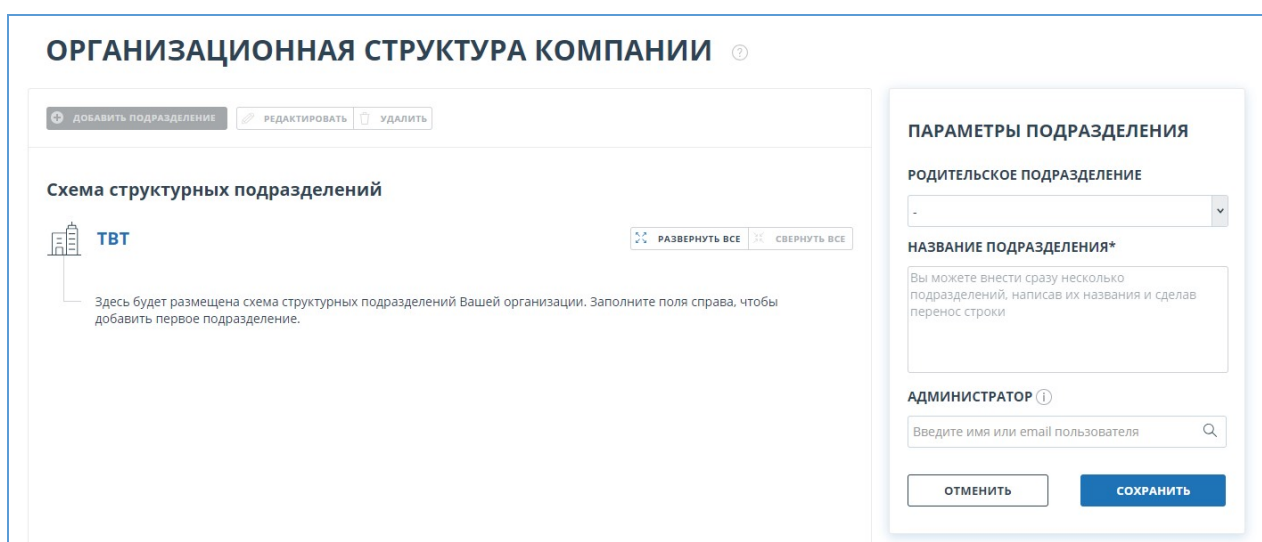 ОРГАНИЗАЦИОННАЯ СТРУКТУРА КОМПАНИИ ?
ДОБАВИТЬ ПОДРАЗДЕЛЕНИЕ РЕДАКТИРОВАТЬ УДАЛИТЬ
Схема структурных подразделений
ТВТ
РАЗВЕРНУТЬ ВСЕ СВЕРНУТЬ ВСЕ
Здесь будет размещена схема структурных подразделений Вашей организации. Заполните поля справа, чтобы
добавить первое подразделение.
ПАРАМЕТРЫ ПОДРАЗДЕЛЕНИЯ
РОДИТЕЛЬСКОЕ ПОДРАЗДЕЛЕНИЕ
-
НАЗВАНИЕ ПОДРАЗДЕЛЕНИЯ*
Вы можете внести сразу несколько
подразделений, написав их названия и сделав
перенос строки
АДМИНИСТРАТОР i
Введите имя или email пользователя
ОТМЕНИТЬ СОХРАНИТЬ